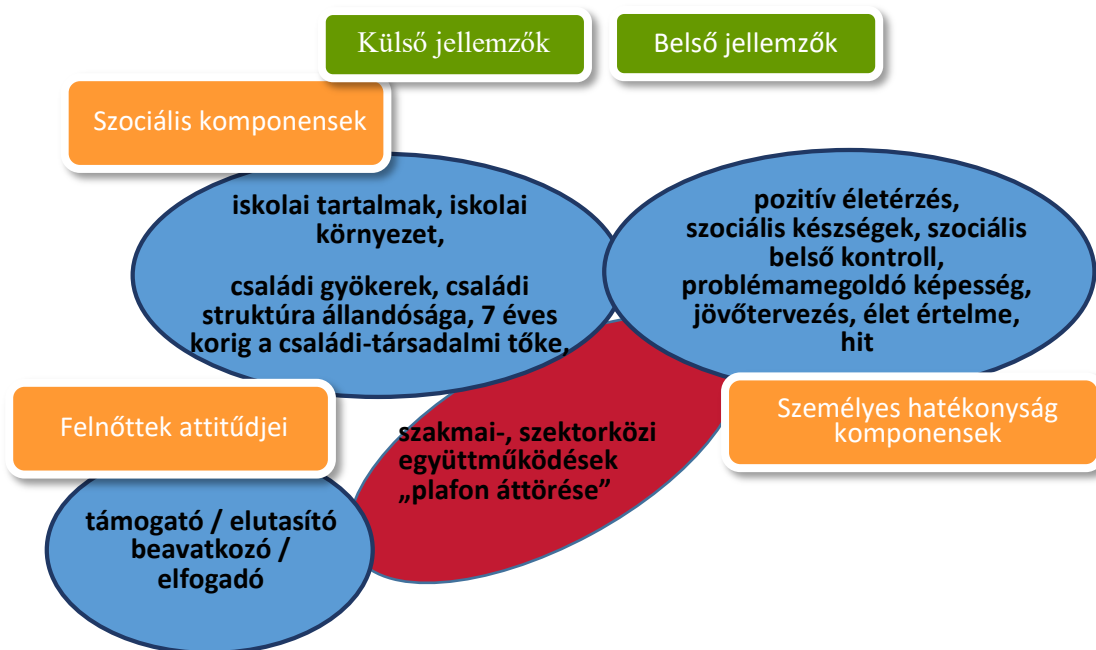 Külső jellemzők
Belső jellemzők
Szociális komponensek
iskolai tartalmak, iskolai
környezet,
családi gyökerek, családi
struktúra állandósága, 7 éves
korig a családi-társadalmi tőke,
pozitív életérzés,
szociális készségek, szociális
belső kontroll,
problémamegoldó képesség,
jövőtervezés, élet értelme,
hit
Felnőttek attitűdjei
Személyes hatékonyság
komponensek
szakmai-, szektorközi
együttműködések
„plafon áttörése”
támogató / elutasító
beavatkozó /
elfogadó